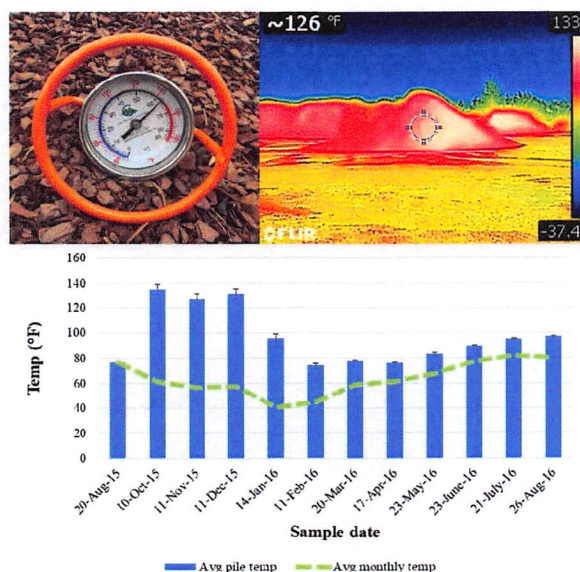 ~126 °F
133
-37.4
FLIR
160
140
120
100
80
60
40
20
0
Temp (°F)
20-Aug-15
10-Oct-15
11-Nov-15
11-Dec-15
14-Jan-16
11-Feb-16
20-Mar-16
17-Apr-16
23-May-16
23-June-16
21-July-16
26-Aug-16
Sample date
Avg pile temp
Avg monthly temp